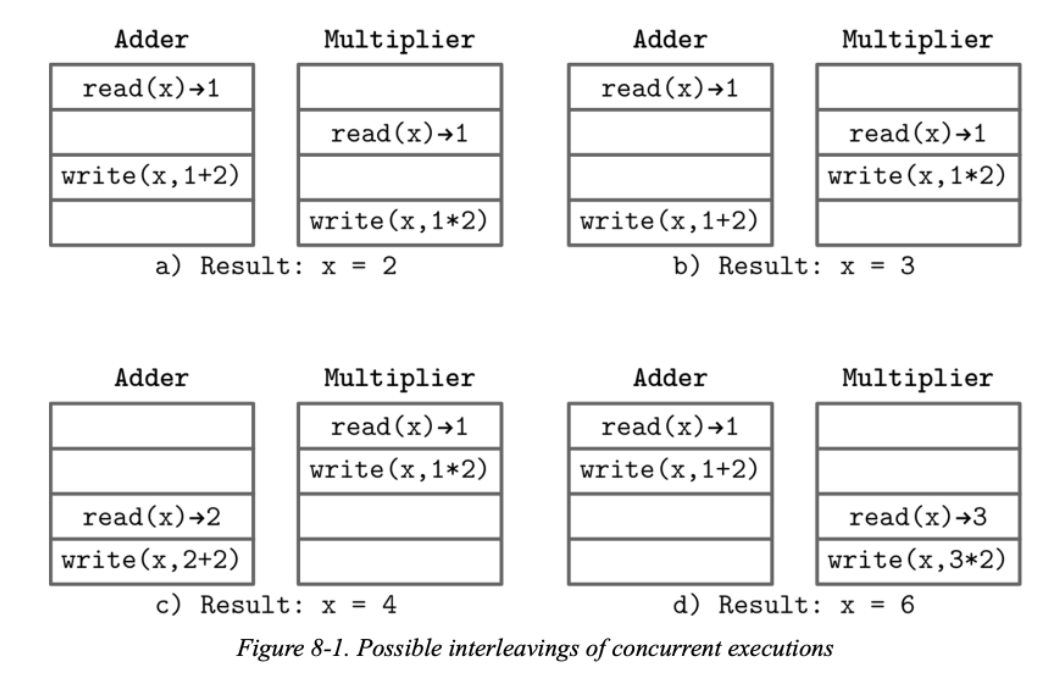 Adder Multiplier Adder Multiplier
read(x)→1 read(x)→1
read(x)→1 read(x)→1
write(x,1+2) write(x,1*2)
write(x,1*2) write(x,1+2)
a) Result: x = 2 b) Result: x = 3
Adder Multiplier Adder Multiplier
read(x)→1 read(x)→1
write(x,1*2) write(x,1+2)
read(x)→2 read(x)→3
write(x,2+2) write(x,3*2)
c) Result: x = 4 d) Result: x = 6
Figure 8-1. Possible interleavings of concurrent executions